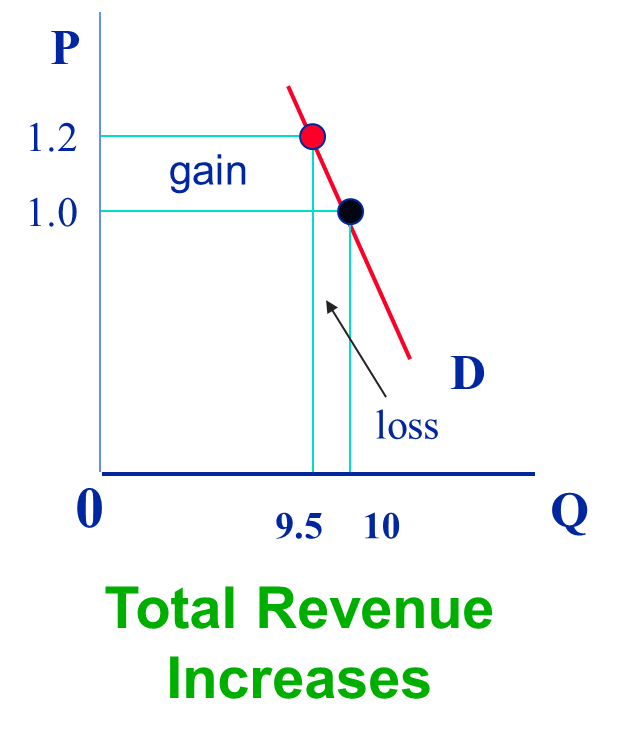 P
1.2
gain
1.0
D
loss
0
9.5 10
Q
Total Revenue
Increases